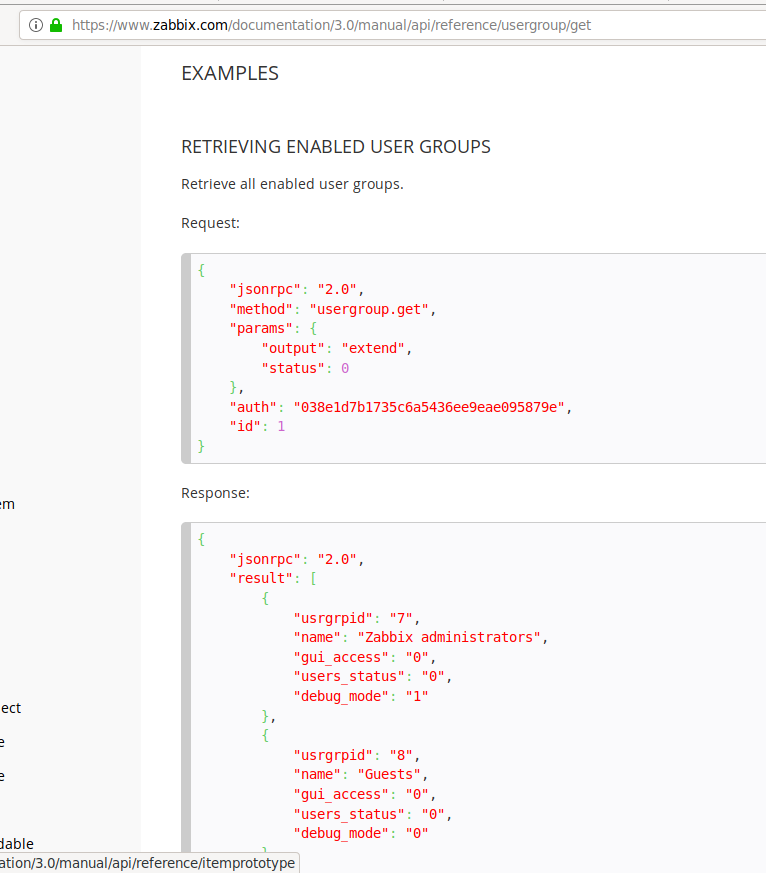 https://www.zabbix.com/documentation/3.0/manual/api/reference/usergroup/get
EXAMPLES
RETRIEVING ENABLED USER GROUPS
Retrieve all enabled user groups.
Request:
{
"jsonrpc": "2.0",
"method": "usergroup.get",
"params": {
"output": "extend",
"status": 0
},
"auth": "038e1d7b1735c6a5436ee9eae095879e",
"id": 1
}
em
Response:
{
"jsonrpc": "2.0",
"result": [
{
"usrgrpid": "7",
"name": "Zabbix administrators",
"gui_access": "0",
"users_status": "0",
"debug_mode": "1"
},
{
"usrgrpid": "8",
"name": "Guests",
"gui_access": "0",
"users_status": "0",
"debug_mode": "0"
}
ect
e
e
dable
ation/3.0/manual/api/reference/itemprototype